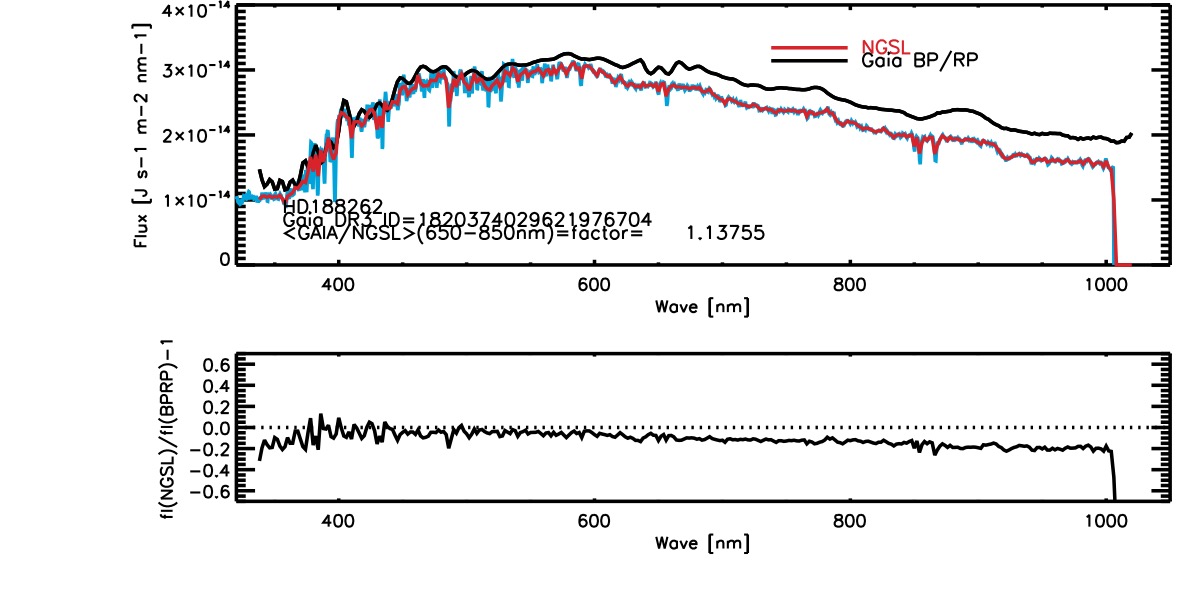 4×10−14
3×10−14
2×10−14
1×10−14
0
Flux [J s−1 m−2 nm−1]
NGSL
Gaia BP/RP
HD188262
Gaia DR3 ID=1820374029621976704
<GAIA/NGSL>(650−850nm)=factor= 1.13755
400 600 800 1000
Wave [nm]
fl(NGSL)/fl(BPRP)−1
0.6
0.4
0.2
0.0
−0.2
−0.4
−0.6
400 600 800 1000
Wave [nm]